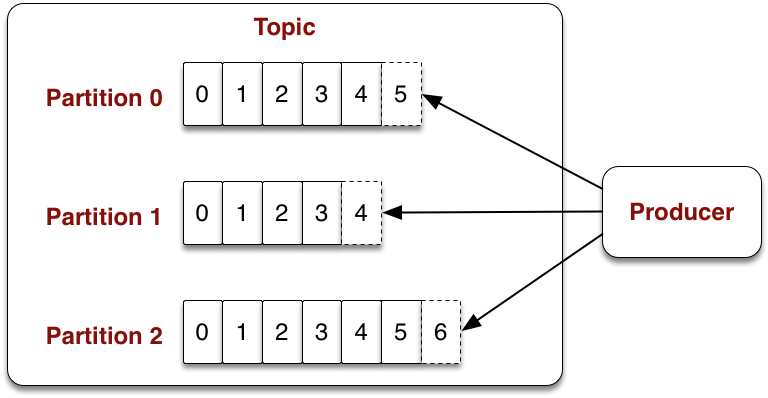 Topic
Partition 0 0 1 2 3 4 5
Partition 1 0 1 2 3 4
Producer
Partition 2 0 1 2 3 4 5 6